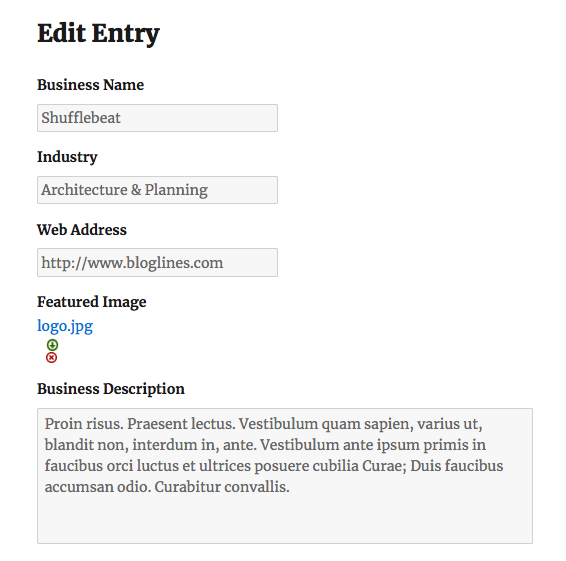 Edit Entry
Business Name
Shufflebeat
Industry
Architecture & Planning
Web Address
http://www.bloglines.com
Featured Image
logo.jpg
Business Description
Proin risus. Praesent lectus. Vestibulum quam sapien, varius ut,
blandit non, interdum in, ante. Vestibulum ante ipsum primis in
faucibus orci luctus et ultrices posuere cubilia Curae; Duis faucibus
accumsan odio. Curabitur convallis.